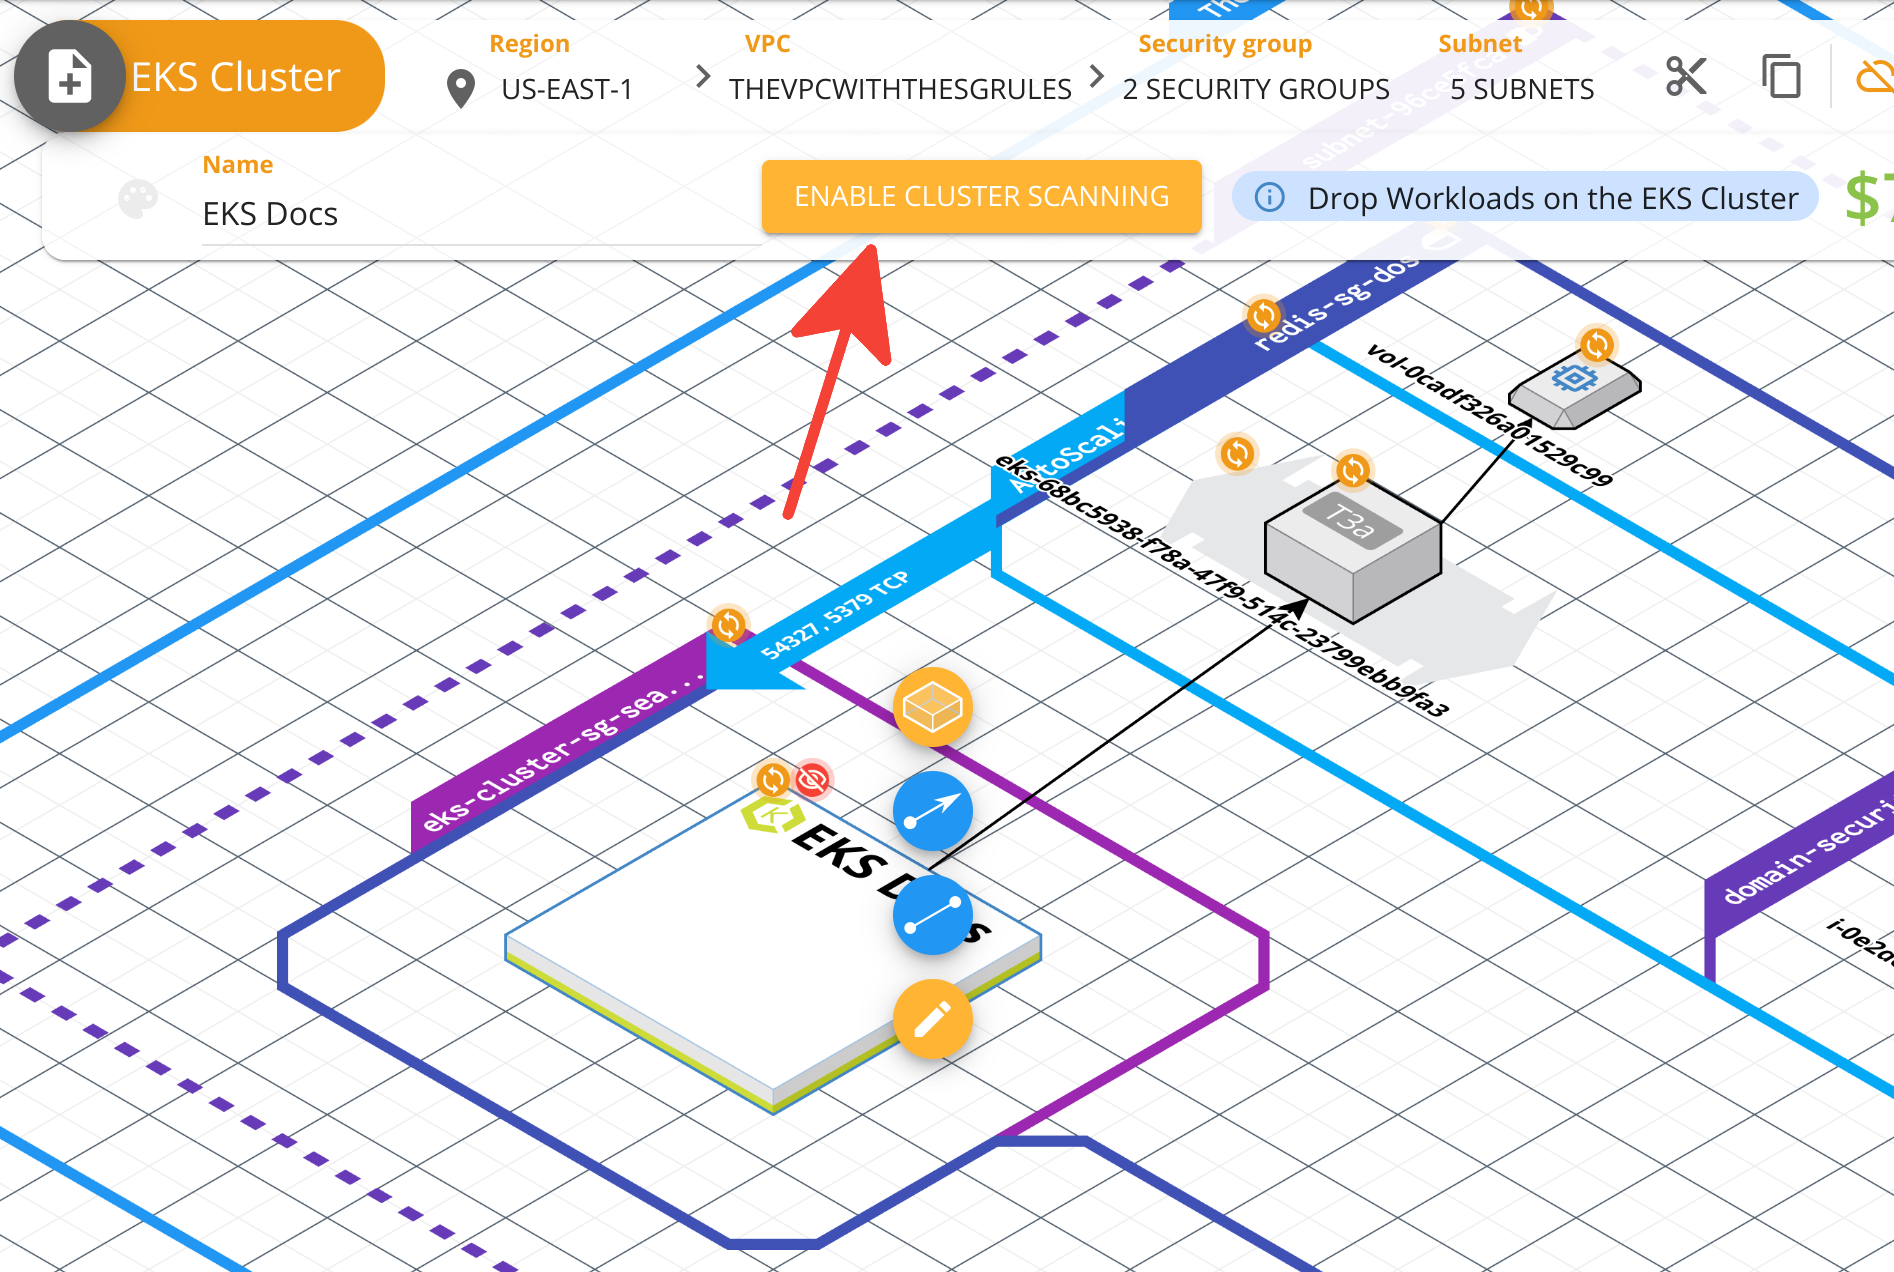 EKS Cluster
Region
US-EAST-1
VPC
THEVPCWITHTHESGRULES
Security group
2 SECURITY GROUPS
Subnet
5 SUBNETS
Name
EKS Docs
ENABLE CLUSTER SCANNING
Drop Workloads on the EKS Cluster
$
redis-sg-dos
vol-0cadf326a01529c99
AutoScali
eks-68bc5938-f78a-47f9-514c-23799ebb9fa3
T3a
54327,5379 TCP
eks-cluster-sg-sea...
K
EKS D s
domain-securi
i-0e2d